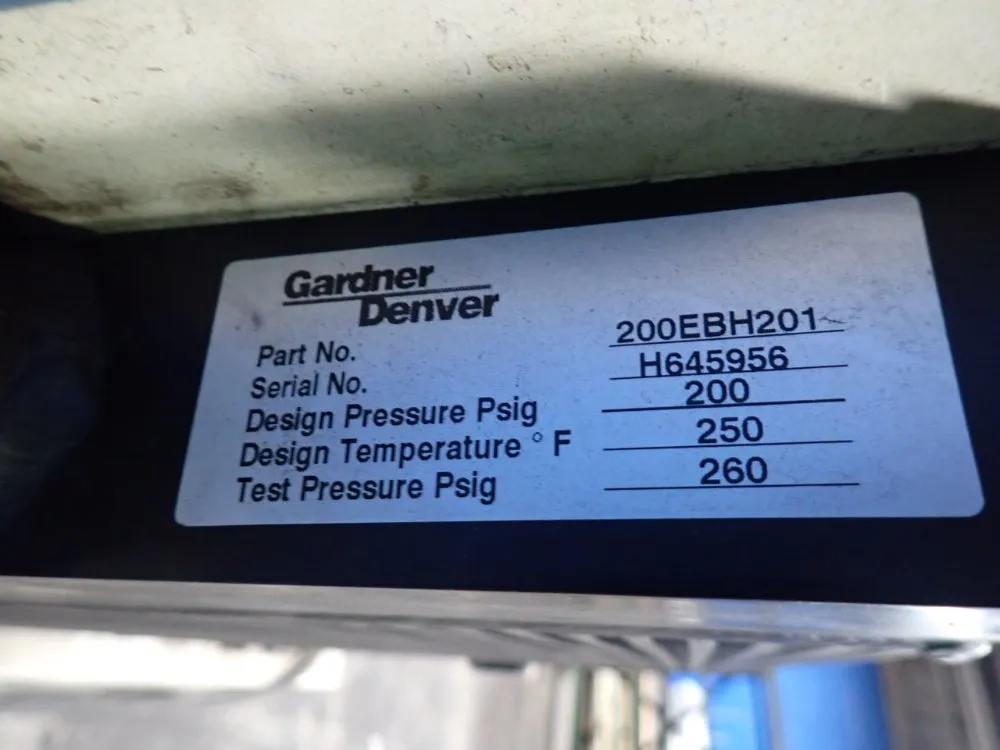 Gardner
Denver
Part No. 200EBH201
Serial No. H645956
Design Pressure Psig 200
Design Temperature ° F 250
Test Pressure Psig 260